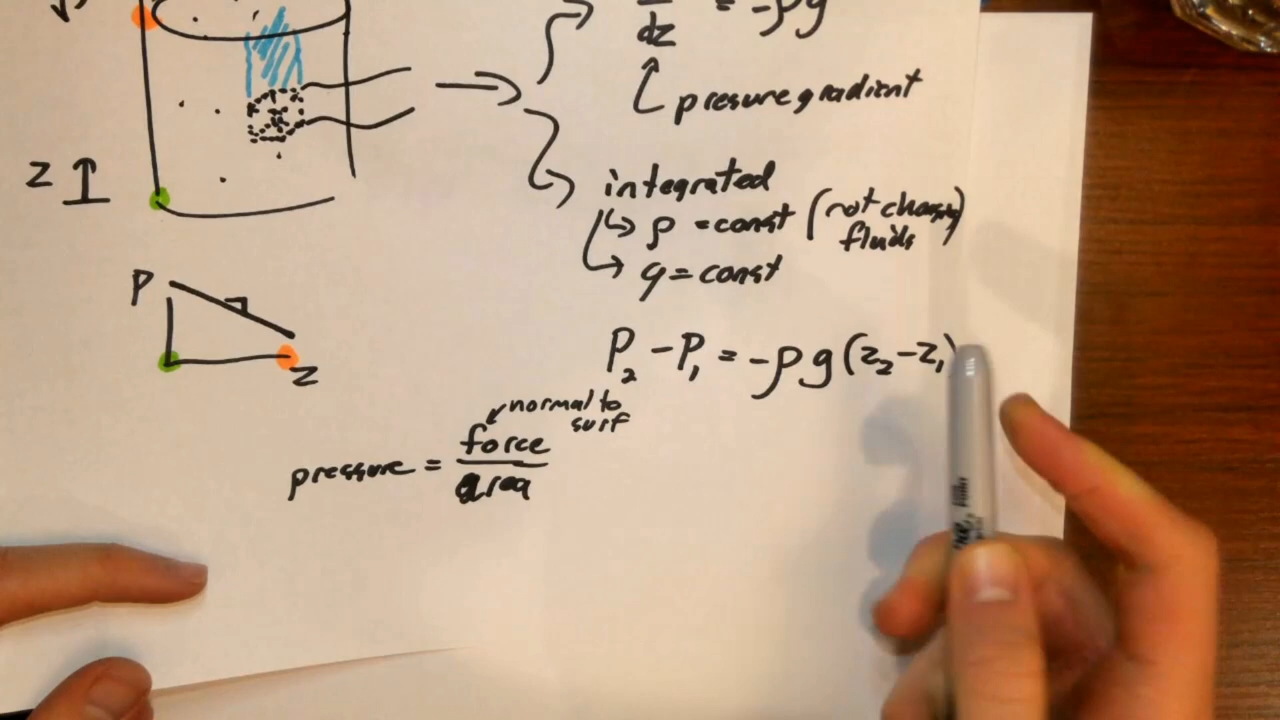 dz = -ρg
presure gradient
z
integrated
ρ = const (not changing fluids)
g = const
P
z
P₂ - P₁ = -ρg(z₂ - z₁)
normal to surf
pressure = force
area